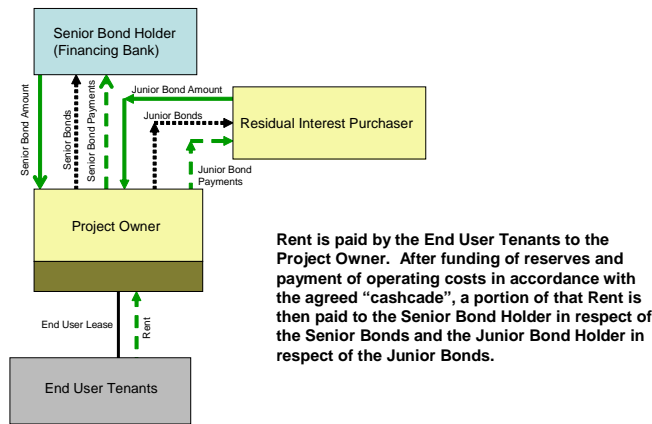 Senior Bond Holder
(Financing Bank)
Senior Bond Amount
Senior Bonds
Senior Bond Payments
Junior Bond Amount
Junior Bonds
Residual Interest Purchaser
Junior Bond
Payments
Project Owner
Rent is paid by the End User Tenants to the
Project Owner. After funding of reserves and
payment of operating costs in accordance with
the agreed “cashcade”, a portion of that Rent is
then paid to the Senior Bond Holder in respect of
the Senior Bonds and the Junior Bond Holder in
respect of the Junior Bonds.
End User Lease
Rent
End User Tenants